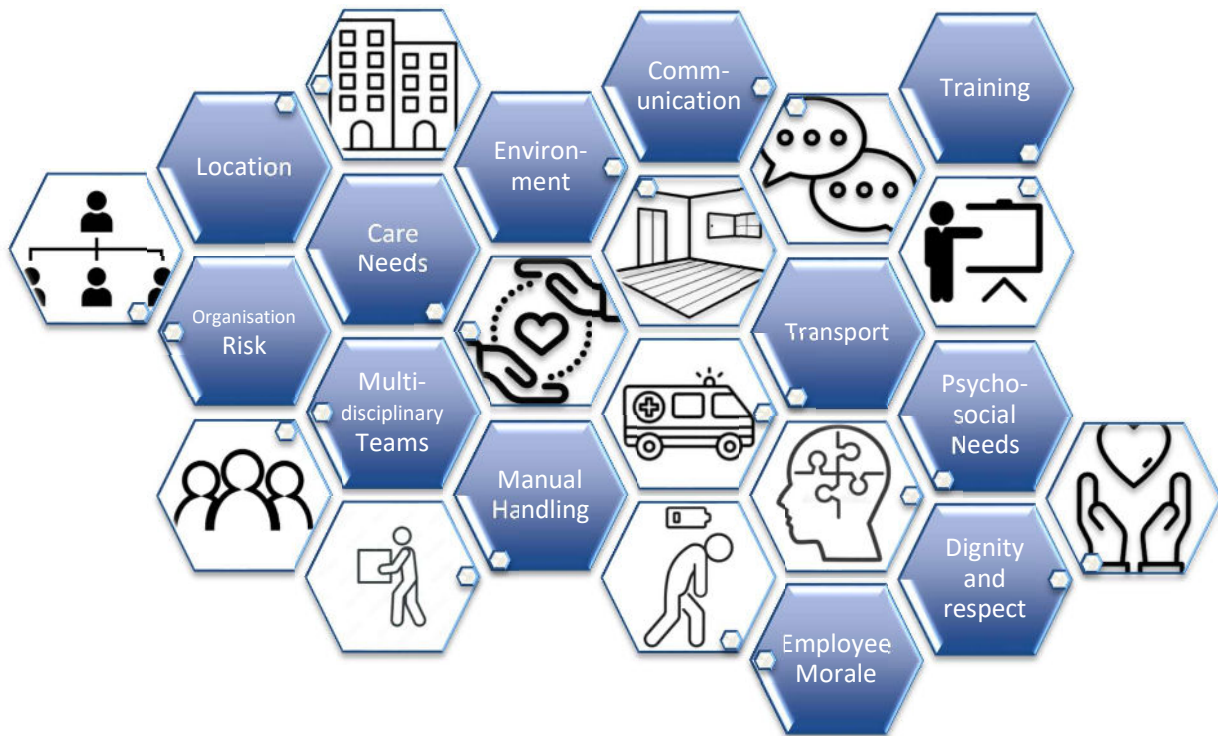 Comm-
unication
Training
Location
Environ-
ment
Care
Needs
Organisation
Risk
Transport
Multi-
disciplinary
Teams
Psycho-
social
Needs
Manual
Handling
Dignity
and
respect
Employee
Morale